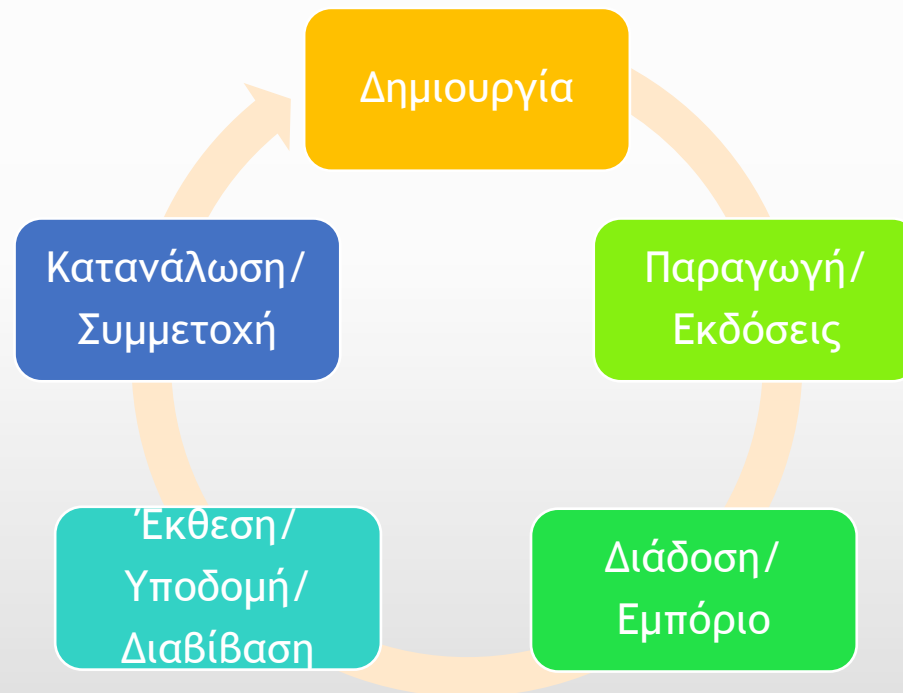 Δημιουργία
Παραγωγή/
Εκδόσεις
Διάδοση/
Εμπόριο
Έκθεση/
Υποδομή/
Διαβίβαση
Κατανάλωση/
Συμμετοχή